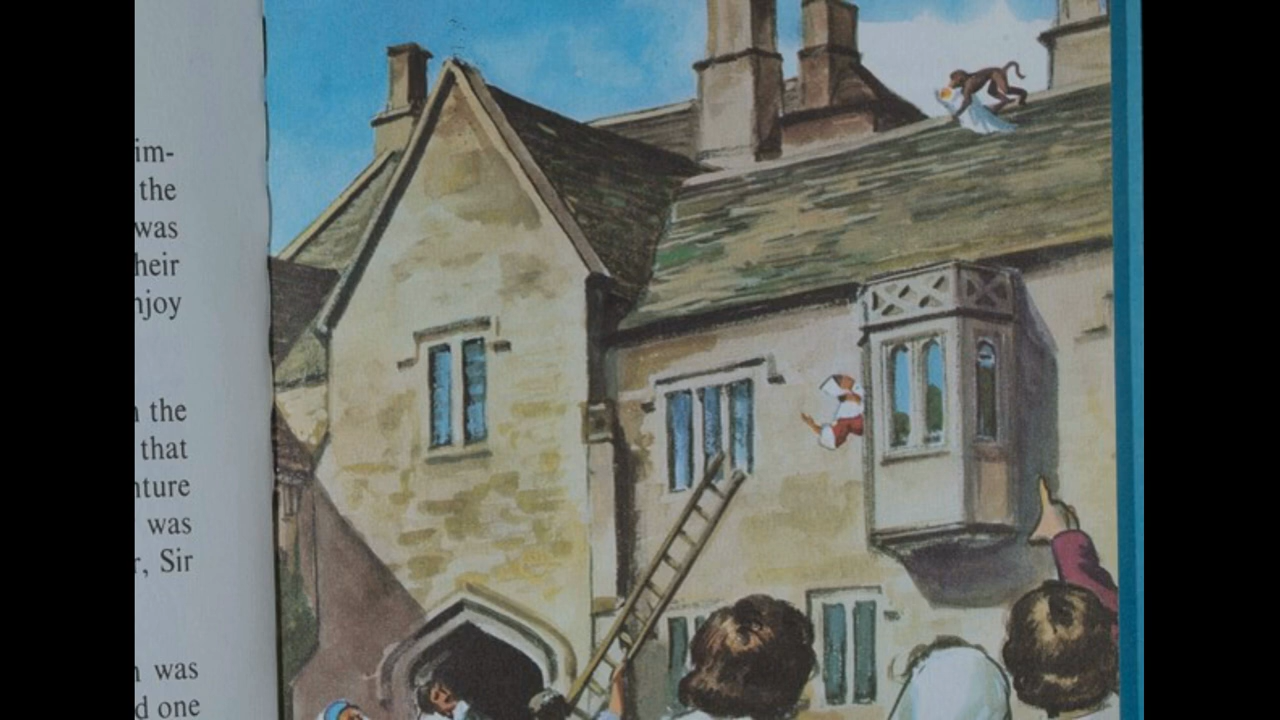 im-
the
was
heir
njoy
the
that
nture
was
r, Sir
was
d one